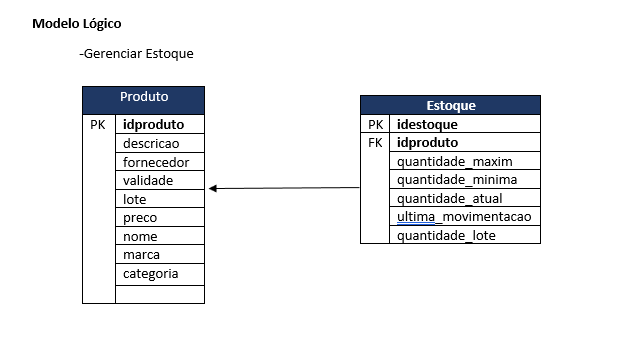 Modelo Lógico
-Gerenciar Estoque
Produto
PK idproduto
descricao
fornecedor
validade
lote
preco
nome
marca
categoria
Estoque
PK idestoque
FK idproduto
quantidade_maxim
quantidade_minima
quantidade_atual
ultima_movimentacao
quantidade_lote